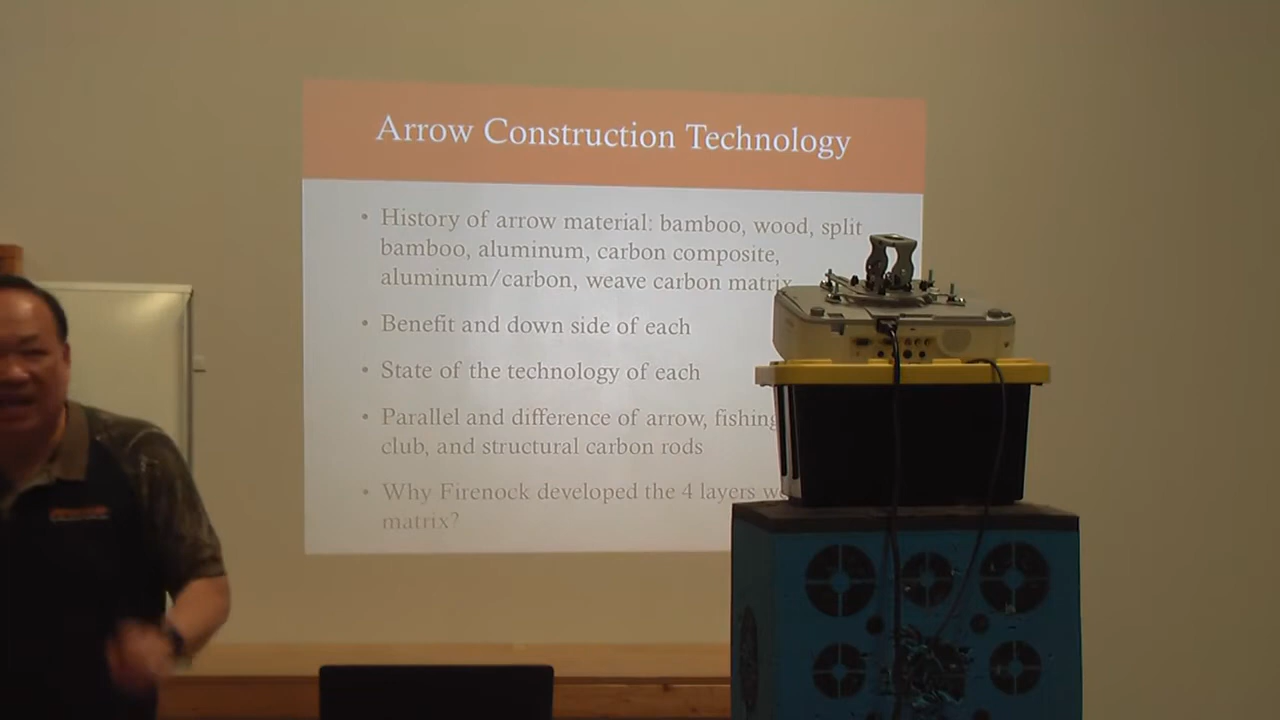 Arrow Construction Technology
• History of arrow material: bamboo, wood, split
bamboo, aluminum, carbon composite,
aluminum/carbon, weave carbon matrix
• Benefit and down side of each
• State of the technology of each
• Parallel and difference of arrow, fishing
club, and structural carbon rods
• Why Firenock developed the 4 layers
matrix?